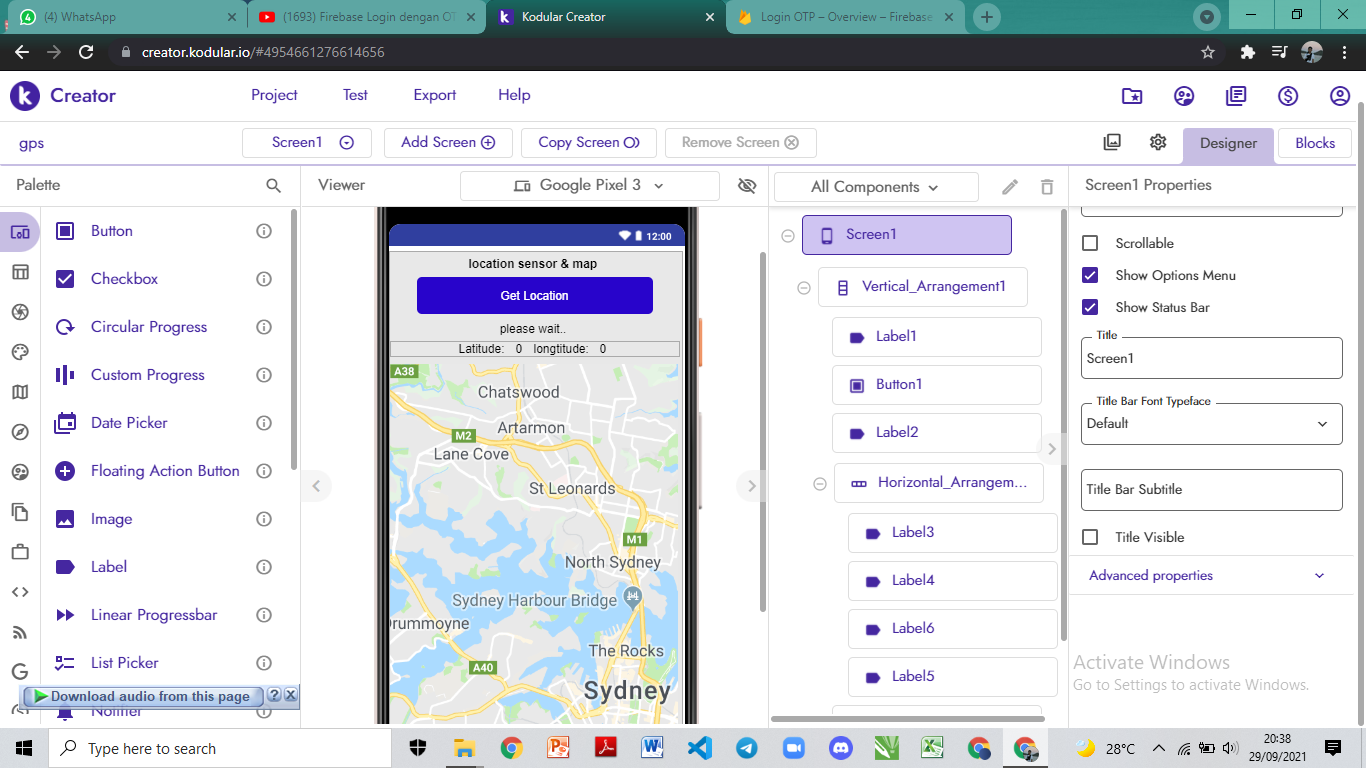 (4) WhatsApp
(1693) Firebase Login dengan OT
Kodular Creator
Login OTP – Overview – Firebase
creator.kodular.io/#4954661276614656
Creator
Project
Test
Export
Help
gps
Screen1
Add Screen
Copy Screen
Remove Screen
Designer
Blocks
Palette
Viewer
Google Pixel 3
All Components
Screen1 Properties
Button
Checkbox
Circular Progress
Custom Progress
Date Picker
Floating Action Button
Image
Label
Linear Progressbar
List Picker
Notifier
Download audio from this page
?
X
12:00
location sensor & map
Get Location
please wait..
Latitude: 0 longtitude: 0
A38
Chatswood
Artarmon
M2
Lane Cove
St Leonards
M1
North Sydney
Sydney Harbour Bridge
Drummoyne
The Rocks
A40
Sydney
Screen1
Vertical_Arrangement1
Label1
Button1
Label2
Horizontal_Arrangem...
Label3
Label4
Label6
Label5
Scrollable
Show Options Menu
Show Status Bar
Title
Screen1
Title Bar Font Typeface
Default
Title Bar Subtitle
Title Visible
Advanced properties
Activate Windows
Go to Settings to activate Windows.
Type here to search
28°C
20:38
29/09/2021